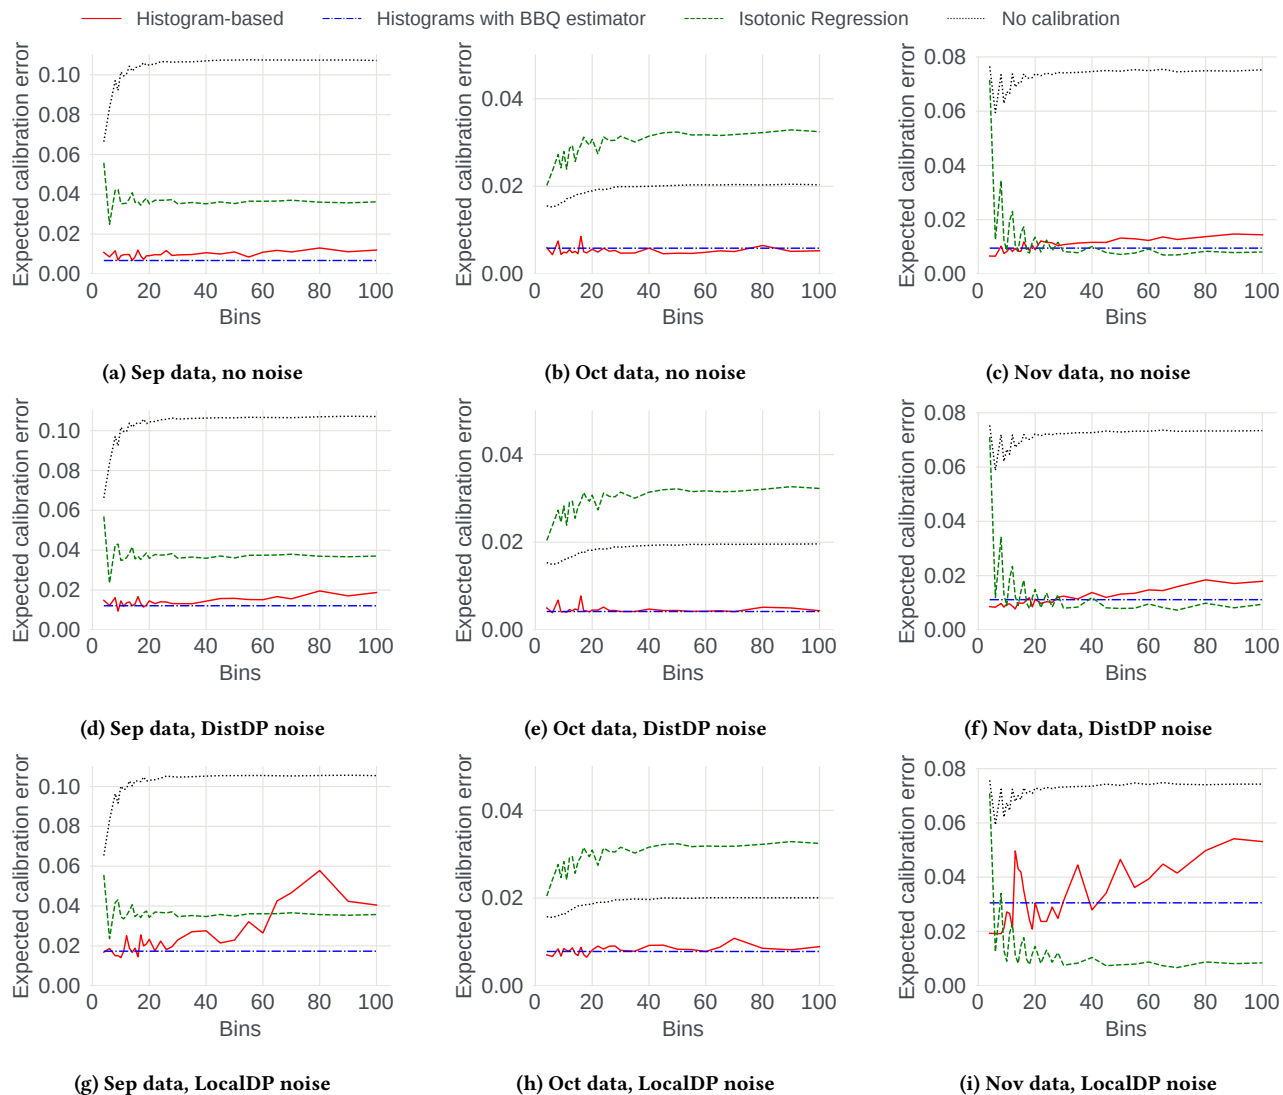 Histogram-based Histograms with BBQ estimator Isotonic Regression No calibration
Expected calibration error
0.10
0.08
0.06
0.04
0.02
0.00
0 20 40 60 80 100
Bins
(a) Sep data, no noise
Expected calibration error
0.04
0.02
0.00
0 20 40 60 80 100
Bins
(b) Oct data, no noise
Expected calibration error
0.08
0.06
0.04
0.02
0.00
0 20 40 60 80 100
Bins
(c) Nov data, no noise
Expected calibration error
0.10
0.08
0.06
0.04
0.02
0.00
0 20 40 60 80 100
Bins
(d) Sep data, DistDP noise
Expected calibration error
0.04
0.02
0.00
0 20 40 60 80 100
Bins
(e) Oct data, DistDP noise
Expected calibration error
0.08
0.06
0.04
0.02
0.00
0 20 40 60 80 100
Bins
(f) Nov data, DistDP noise
Expected calibration error
0.10
0.08
0.06
0.04
0.02
0.00
0 20 40 60 80 100
Bins
(g) Sep data, LocalDP noise
Expected calibration error
0.04
0.02
0.00
0 20 40 60 80 100
Bins
(h) Oct data, LocalDP noise
Expected calibration error
0.08
0.06
0.04
0.02
0.00
0 20 40 60 80 100
Bins
(i) Nov data, LocalDP noise